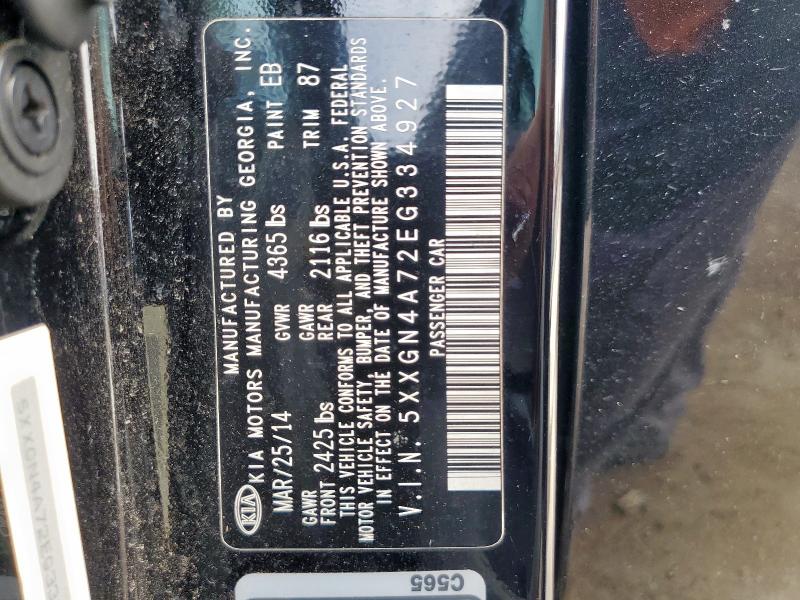 MANUFACTURED BY
KIA KIA MOTORS MANUFACTURING GEORGIA, INC.
MAR/25/14 GVWR 4365 lbs PAINT EB
GAWR FRONT 2425 lbs GAWR REAR 2116 lbs TRIM 87
THIS VEHICLE CONFORMS TO ALL APPLICABLE U.S.A. FEDERAL
MOTOR VEHICLE SAFETY, BUMPER, AND THEFT PREVENTION STANDARDS
IN EFFECT ON THE DATE OF MANUFACTURE SHOWN ABOVE.
V.I.N. 5XXGN4A72EG334927
PASSENGER CAR
C565